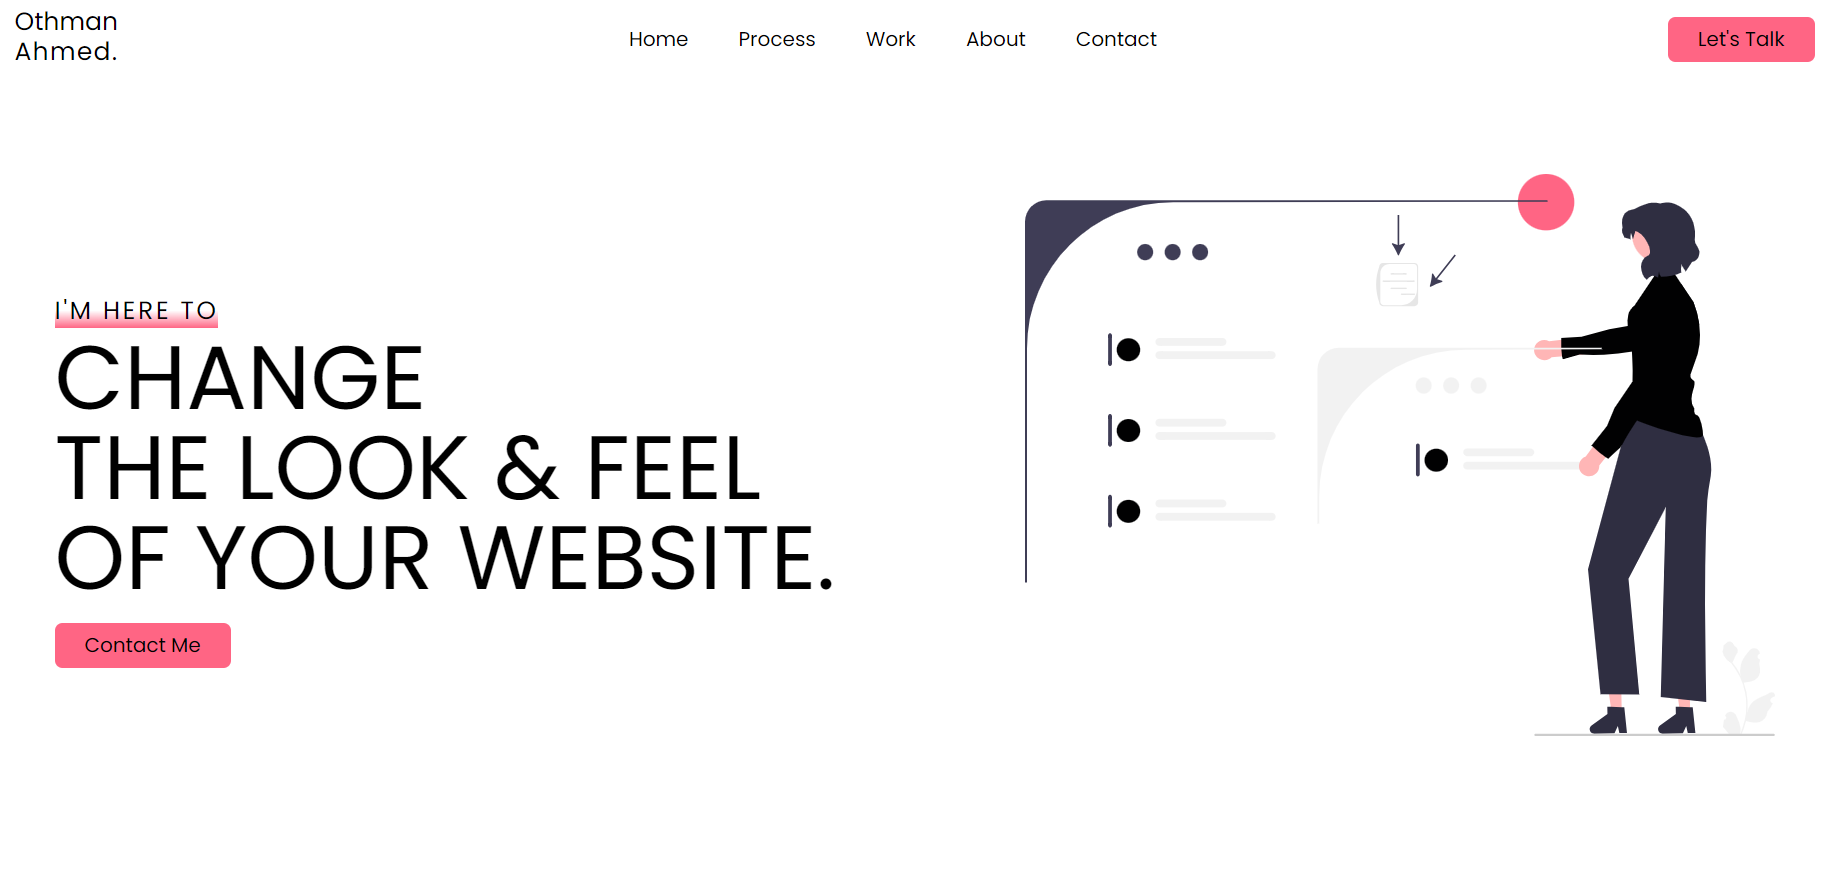 Othman
Ahmed.
Home
Process
Work
About
Contact
Let's Talk
I'M HERE TO
CHANGE
THE LOOK & FEEL
OF YOUR WEBSITE.
Contact Me